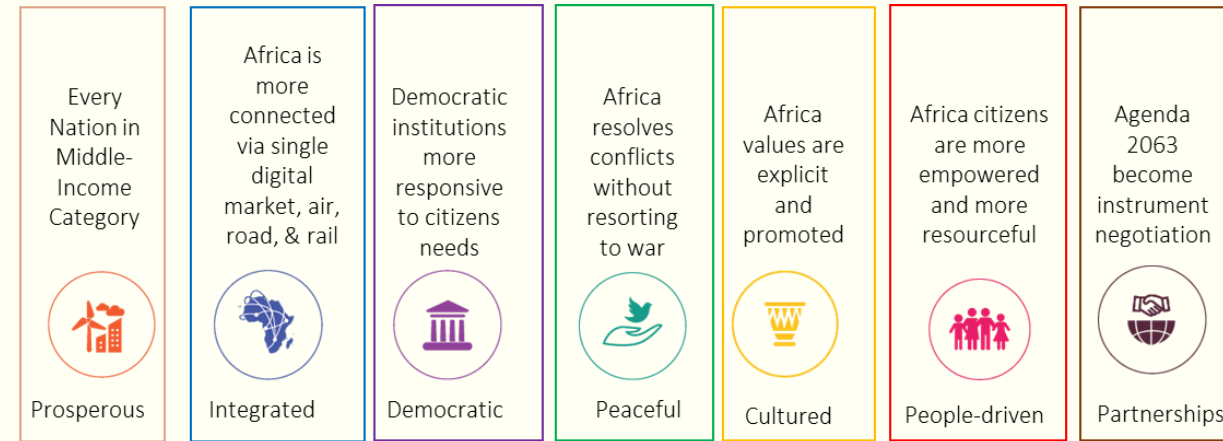 Every
Nation in
Middle-
Income
Category
Prosperous
Africa is
more
connected
via single
digital
market, air,
road, & rail
Integrated
Democratic
institutions
more
responsive
to citizens
needs
Democratic
Africa
resolves
conflicts
without
resorting
to war
Peaceful
Africa
values are
explicit
and
promoted
Cultured
Africa citizens
are more
empowered
and more
resourceful
People-driven
Agenda
2063
become
instrument
negotiation
Partnerships